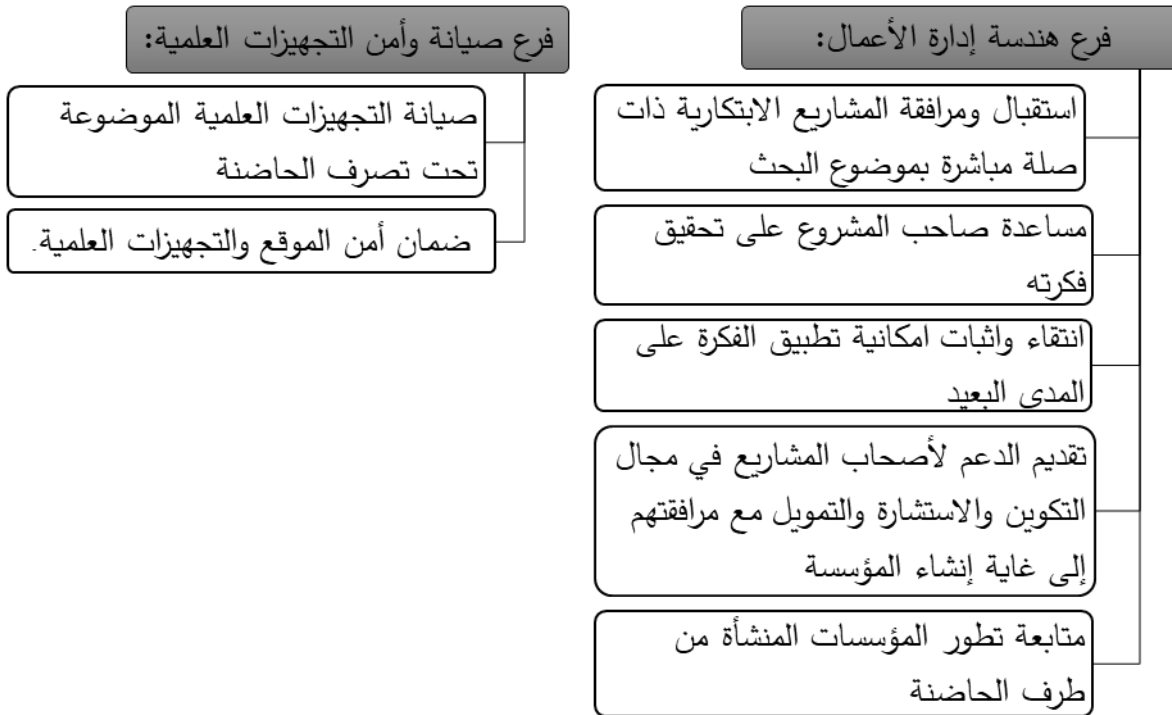 فرع هندسة إدارة الأعمال:
استقبال ومرافقة المشاريع الابتكارية ذات
صلة مباشرة بموضوع البحث
مساعدة صاحب المشروع على تحقيق
فكرته
انتقاء واثبات امكانية تطبيق الفكرة على
المدى البعيد
تقديم الدعم لأصحاب المشاريع في مجال
التكوين والاستشارة والتمويل مع مرافقتهم
إلى غاية إنشاء المؤسسة
متابعة تطور المؤسسات المنشأة من
طرف الحاضنة
فرع صيانة وأمن التجهيزات العلمية:
صيانة التجهيزات العلمية الموضوعة
تحت تصرف الحاضنة
ضمان أمن الموقع والتجهيزات العلمية.